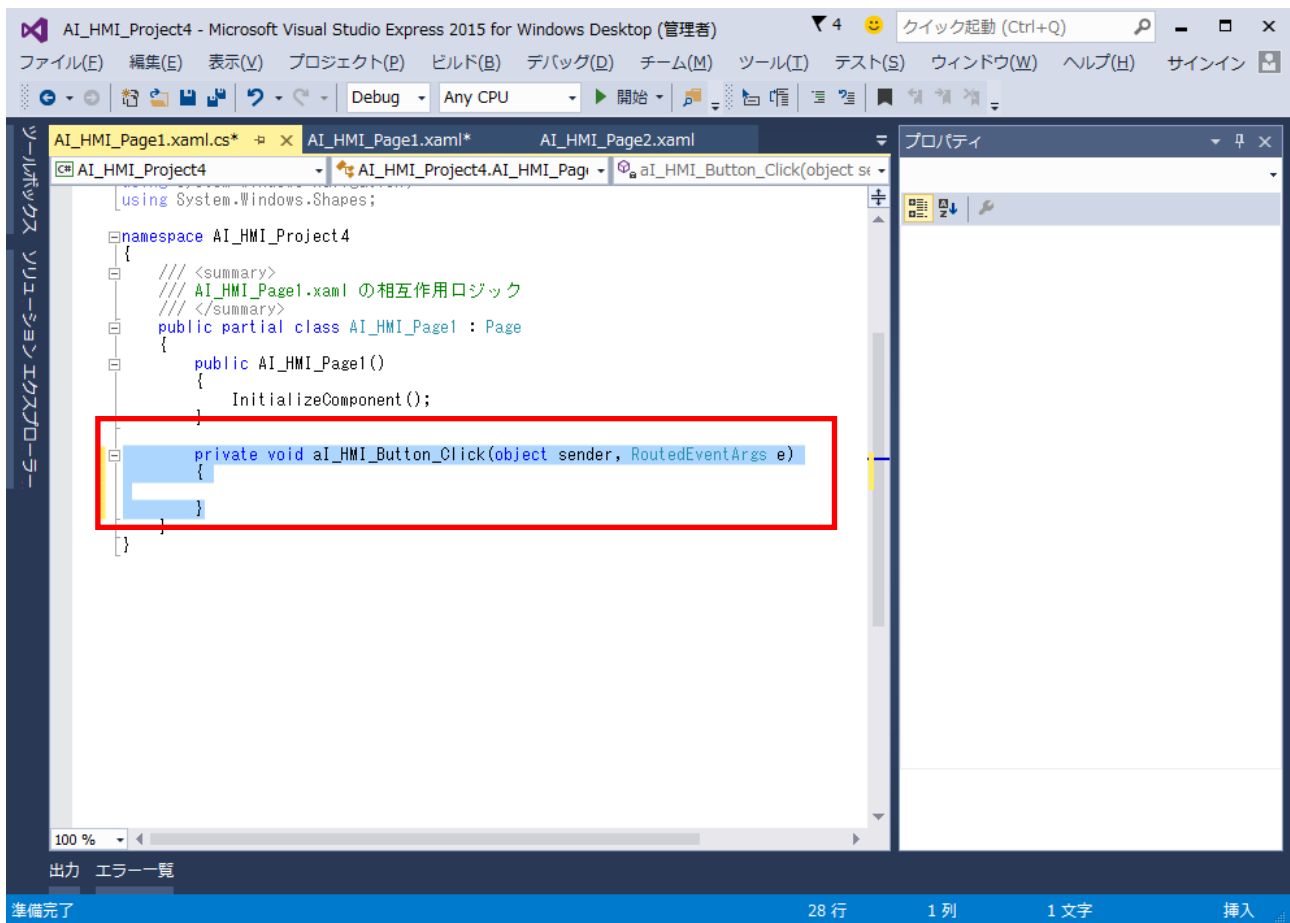 AI_HMI_Project4 - Microsoft Visual Studio Express 2015 for Windows Desktop (管理者)
4
クイック起動 (Ctrl+Q)
ファイル(F) 編集(E) 表示(V) プロジェクト(P) ビルド(B) デバッグ(D) チーム(M) ツール(T) テスト(S) ウィンドウ(W) ヘルプ(H) サインイン
Debug Any CPU 開始
ツールボックス
ソリューション エクスプローラー
AI_HMI_Page1.xaml.cs* AI_HMI_Page1.xaml* AI_HMI_Page2.xaml
C# AI_HMI_Project4 AI_HMI_Project4.AI_HMI_Page aI_HMI_Button_Click(object se
using System.Windows.Navigation;
using System.Windows.Shapes;
namespace AI_HMI_Project4
{
/// <summary>
/// AI_HMI_Page1.xaml の相互作用ロジック
/// </summary>
public partial class AI_HMI_Page1 : Page
{
public AI_HMI_Page1()
{
InitializeComponent();
}
private void aI_HMI_Button_Click(object sender, RoutedEventArgs e)
{
}
}
}
100 %
プロパティ
出力 エラー一覧
準備完了 28 行 1 列 1 文字 挿入